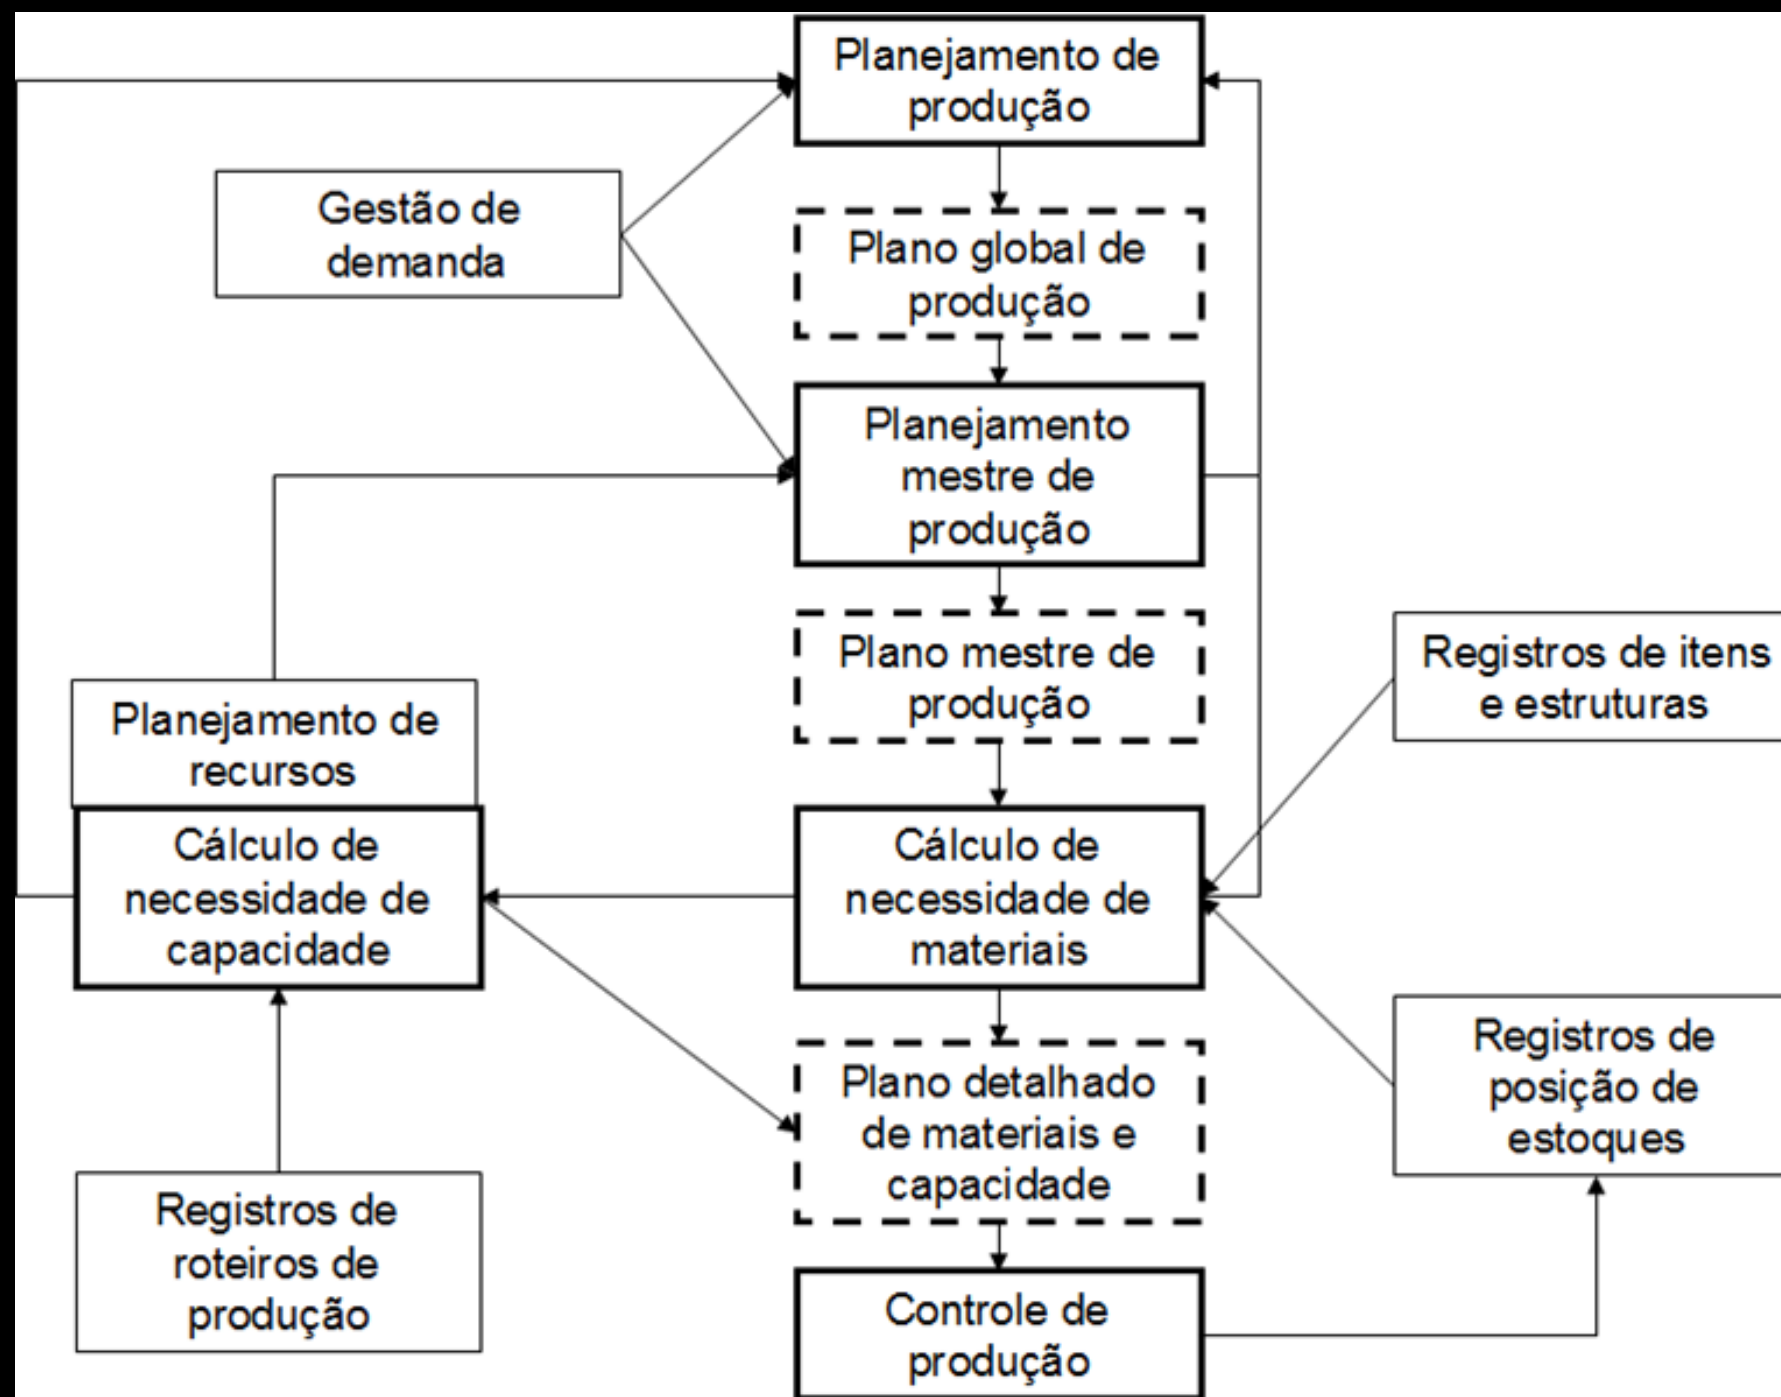 Planejamento de
produção
Gestão de
demanda
Plano global de
produção
Planejamento
mestre de
produção
Plano mestre de
produção
Registros de itens
e estruturas
Planejamento de
recursos
Cálculo de
necessidade de
capacidade
Cálculo de
necessidade de
materiais
Registros de
posição de
estoques
Plano detalhado
de materiais e
capacidade
Registros de
roteiros de
produção
Controle de
produção